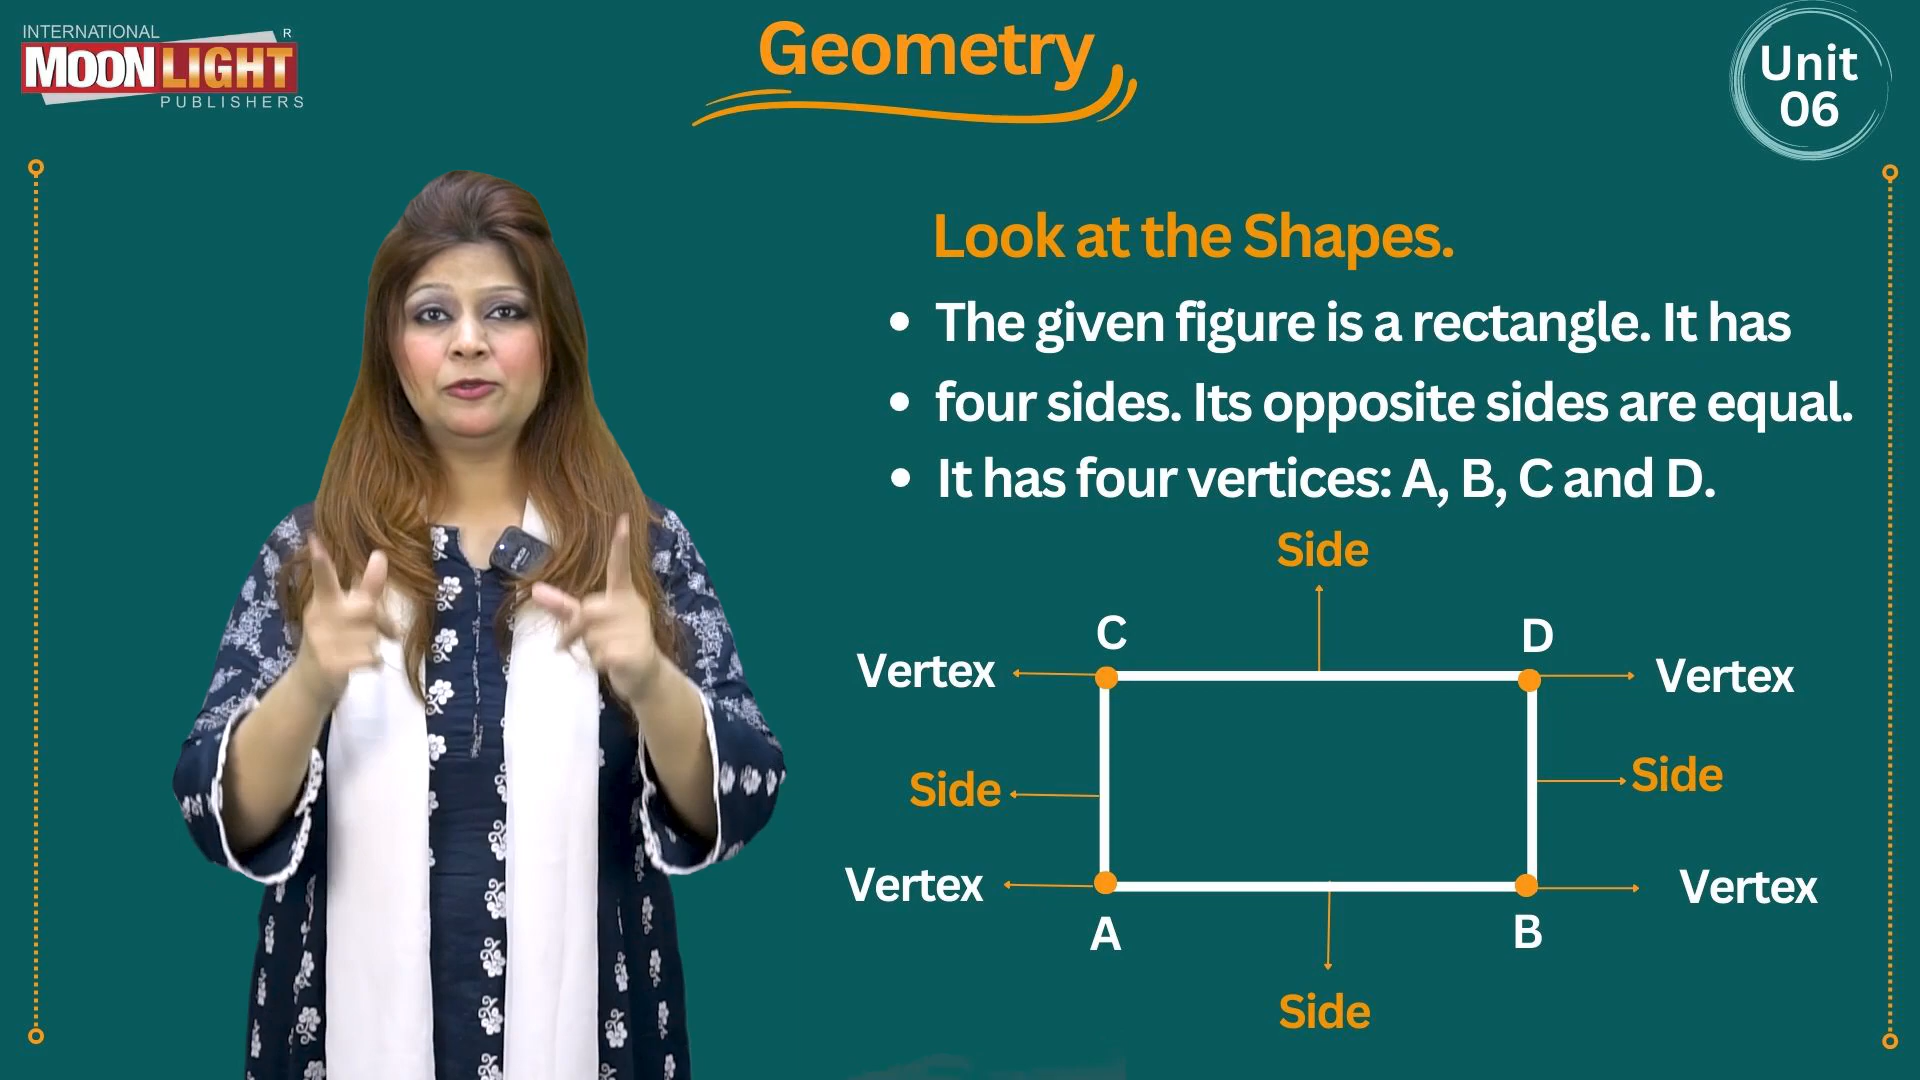 INTERNATIONAL R
MOONLIGHT
PUBLISHERS
Geometry
Unit
06
Look at the Shapes.
• The given figure is a rectangle. It has
• four sides. Its opposite sides are equal.
• It has four vertices: A, B, C and D.
Side
C
D
Vertex
Vertex
Side
Side
Vertex
Vertex
A
B
Side